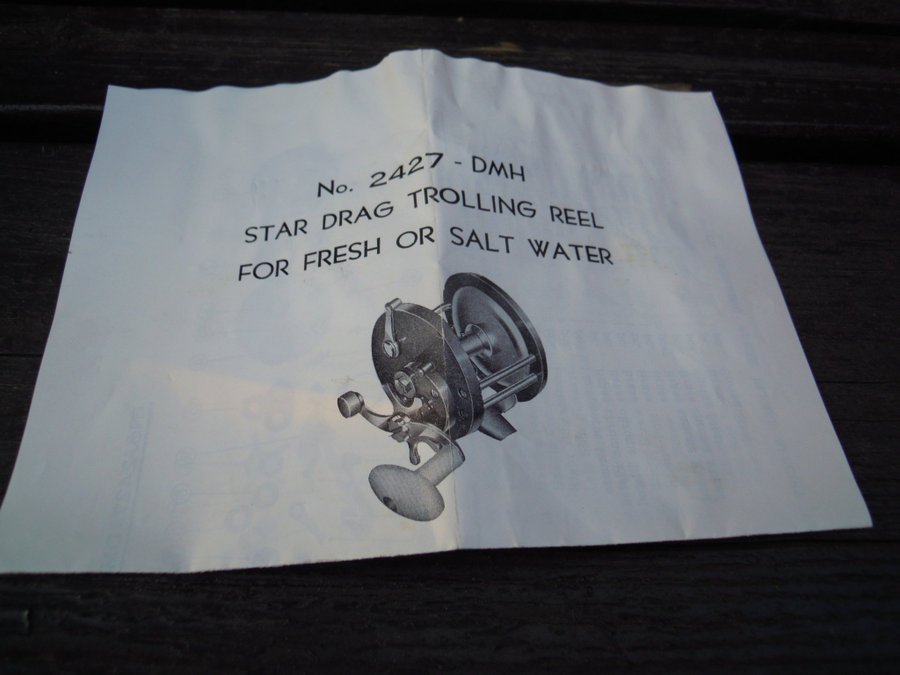 No. 2427 - DMH
STAR DRAG TROLLING REEL
FOR FRESH OR SALT WATER